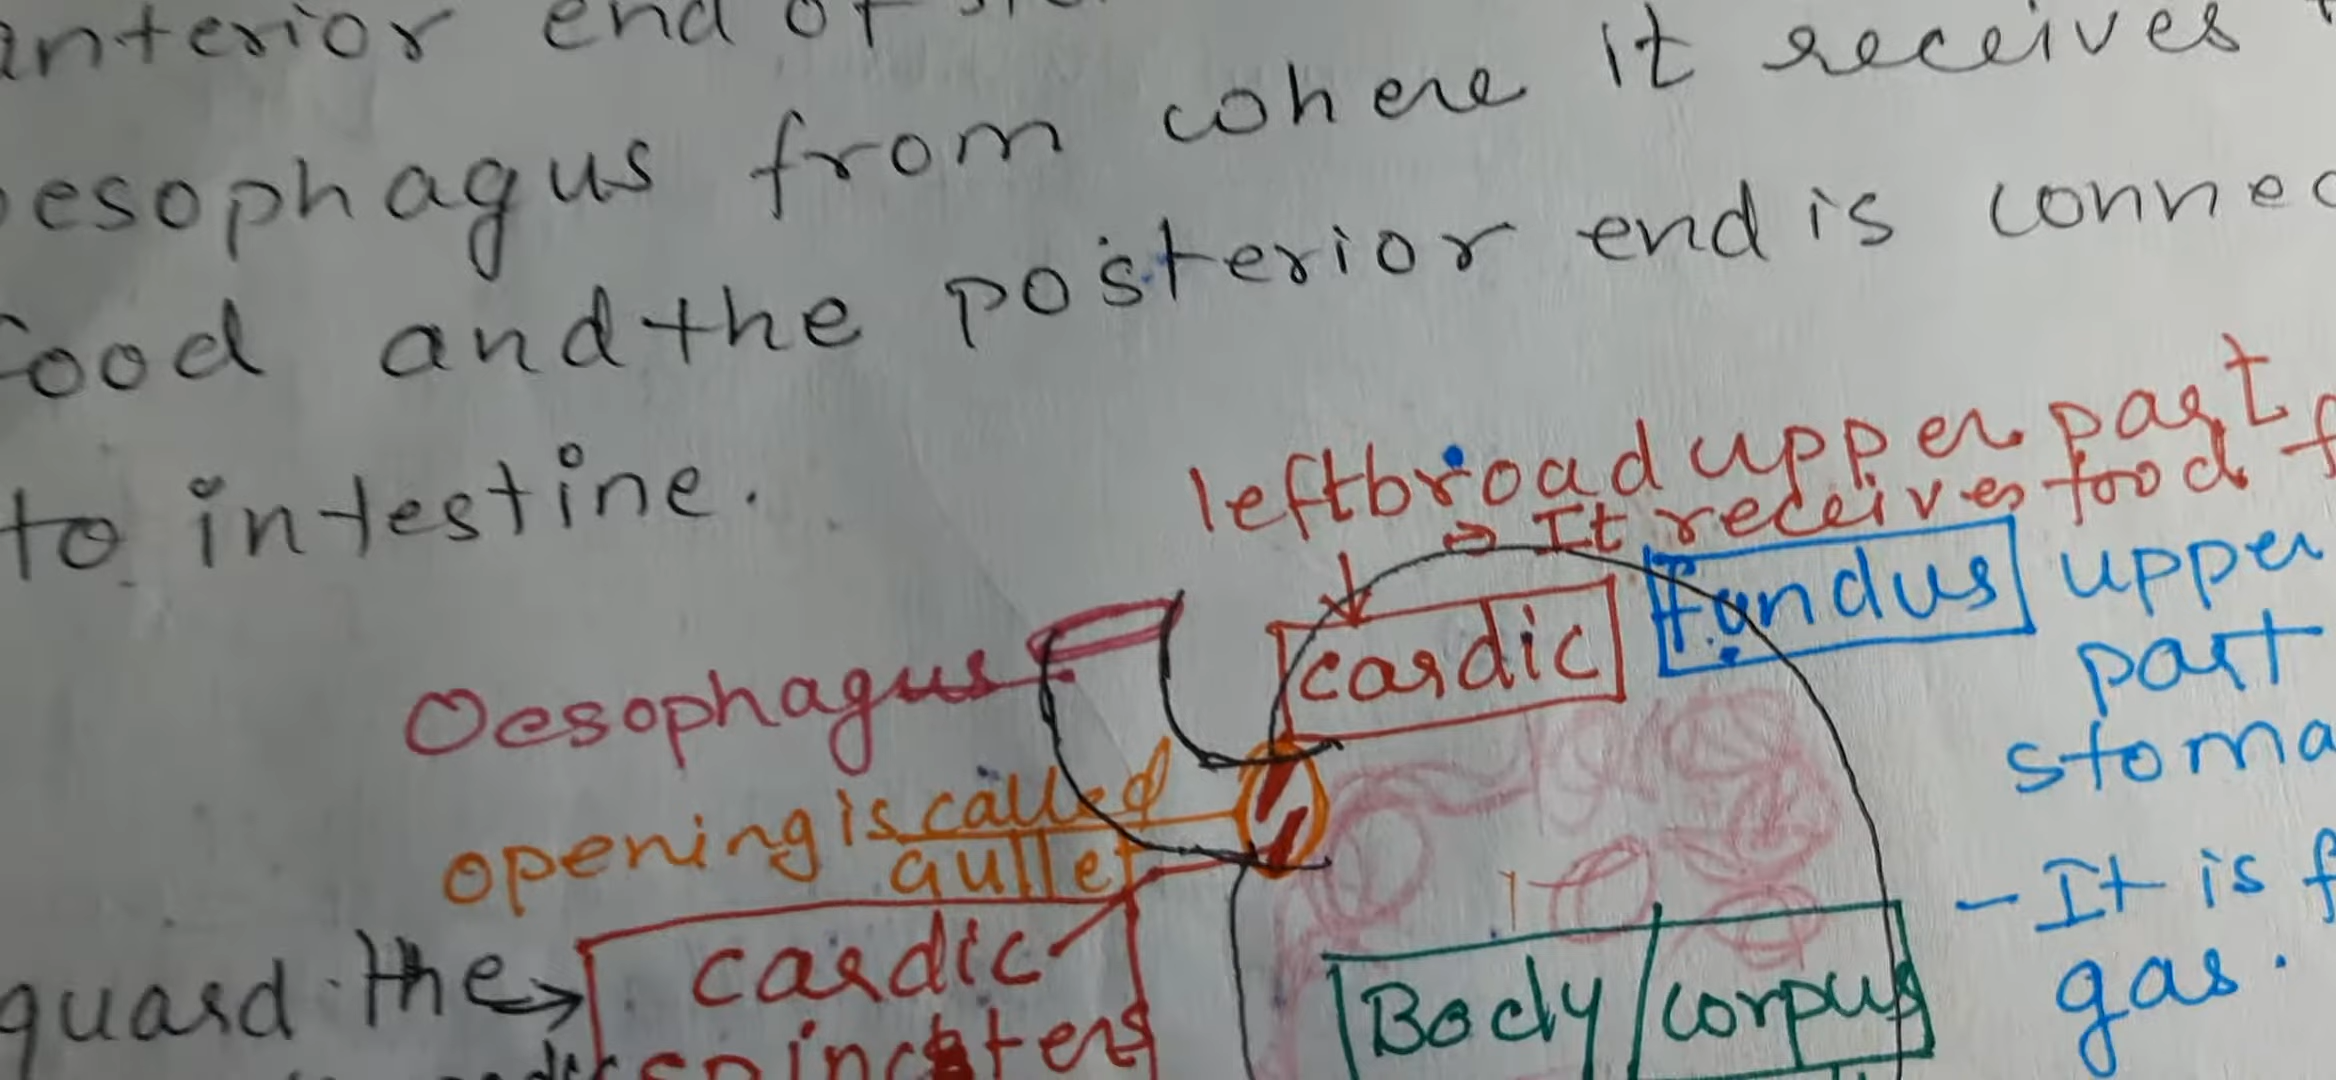 anterior end of
oesophagus from where it receives
food and the posterior end is connec
to intestine.
left broad upper part
→ It receives food f
cardic
Fundus
upper
part
stoma
Oesophagus
opening is called
gullet
- It is f
gas.
guard the →
cardic
spincters
Body/corpus